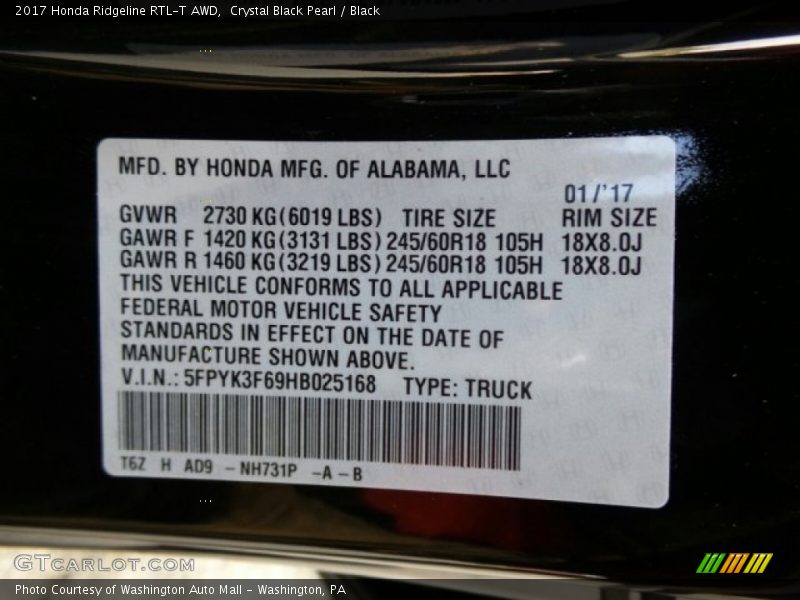 2017 Honda Ridgeline RTL-T AWD,  Crystal Black Pearl / Black
MFD. BY HONDA MFG. OF ALABAMA, LLC
01/'17
GVWR 2730 KG(6019 LBS) TIRE SIZE RIM SIZE
GAWR F 1420 KG(3131 LBS) 245/60R18 105H 18X8.0J
GAWR R 1460 KG(3219 LBS) 245/60R18 105H 18X8.0J
THIS VEHICLE CONFORMS TO ALL APPLICABLE
FEDERAL MOTOR VEHICLE SAFETY
STANDARDS IN EFFECT ON THE DATE OF
MANUFACTURE SHOWN ABOVE.
V.I.N.: 5FPYK3F69HB025168 TYPE: TRUCK
T6Z H AD9 -NH731P -A-B
GTCARLOT.COM
Photo Courtesy of Washington Auto Mall - Washington, PA